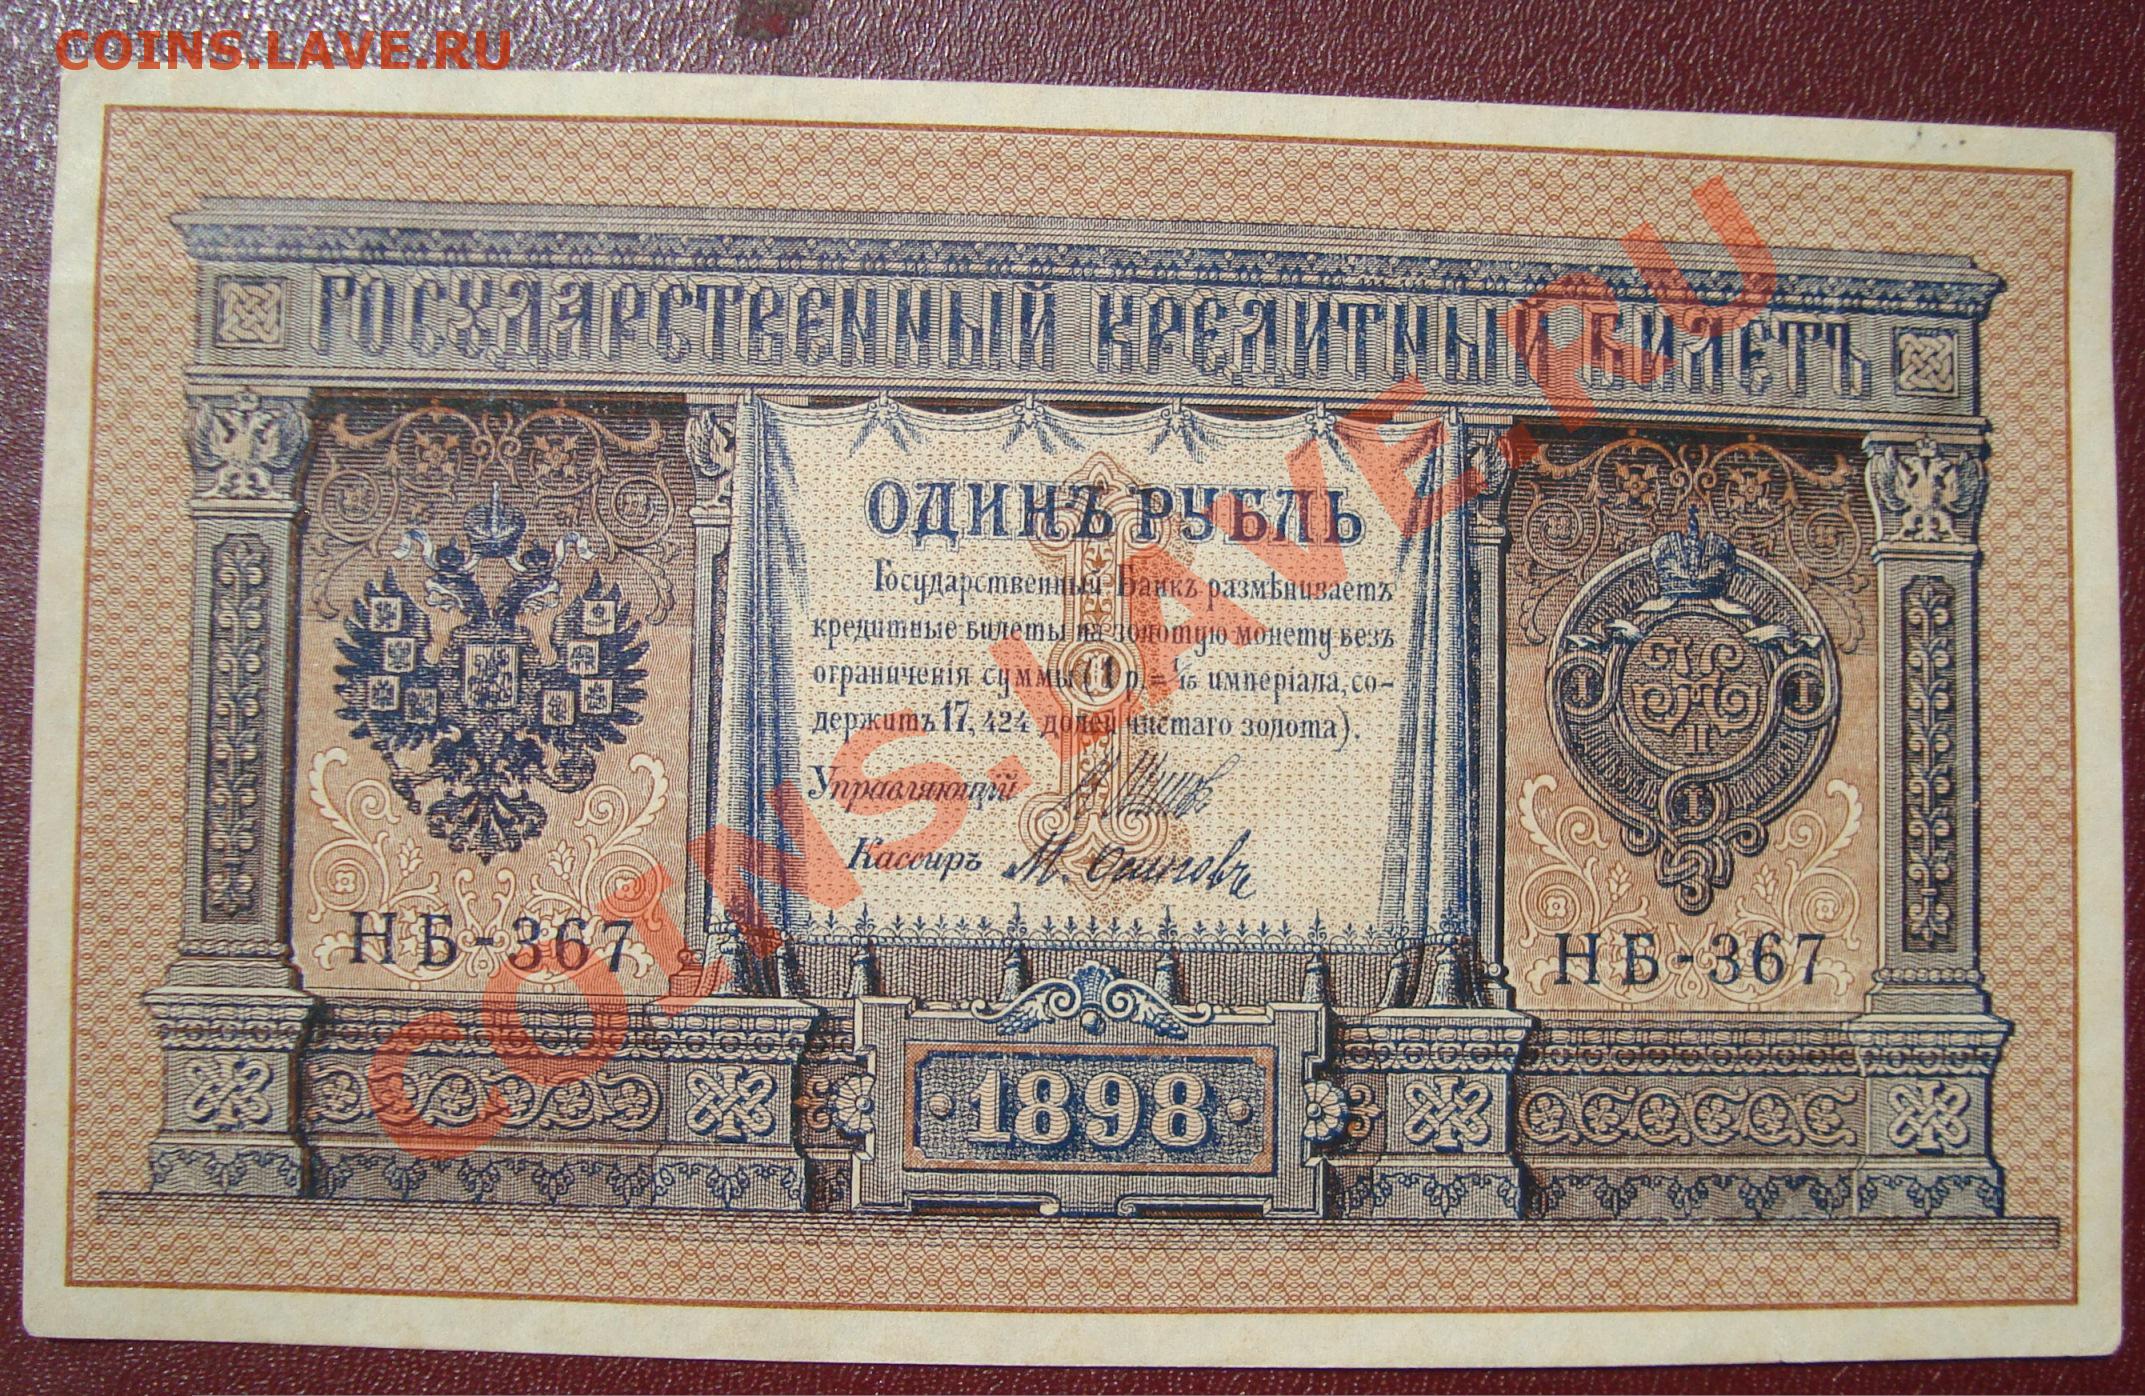 COINS.LAVE.RU
ГОСУДАРСТВЕННЫЙ КРЕДИТНЫЙ БИЛЕТЪ
ОДИНЪ РУБЛЬ
Государственный Банкъ размѣниваетъ
кредитные билеты на золотую монету безъ
ограниченія суммы (1 р. = 1/15 имперіала, со-
держитъ 17,424 долей чистаго золота).
Управляющій
Кассиръ М. Осиповъ
НБ-367
НБ-367
1898
COINS.LAVE.RU